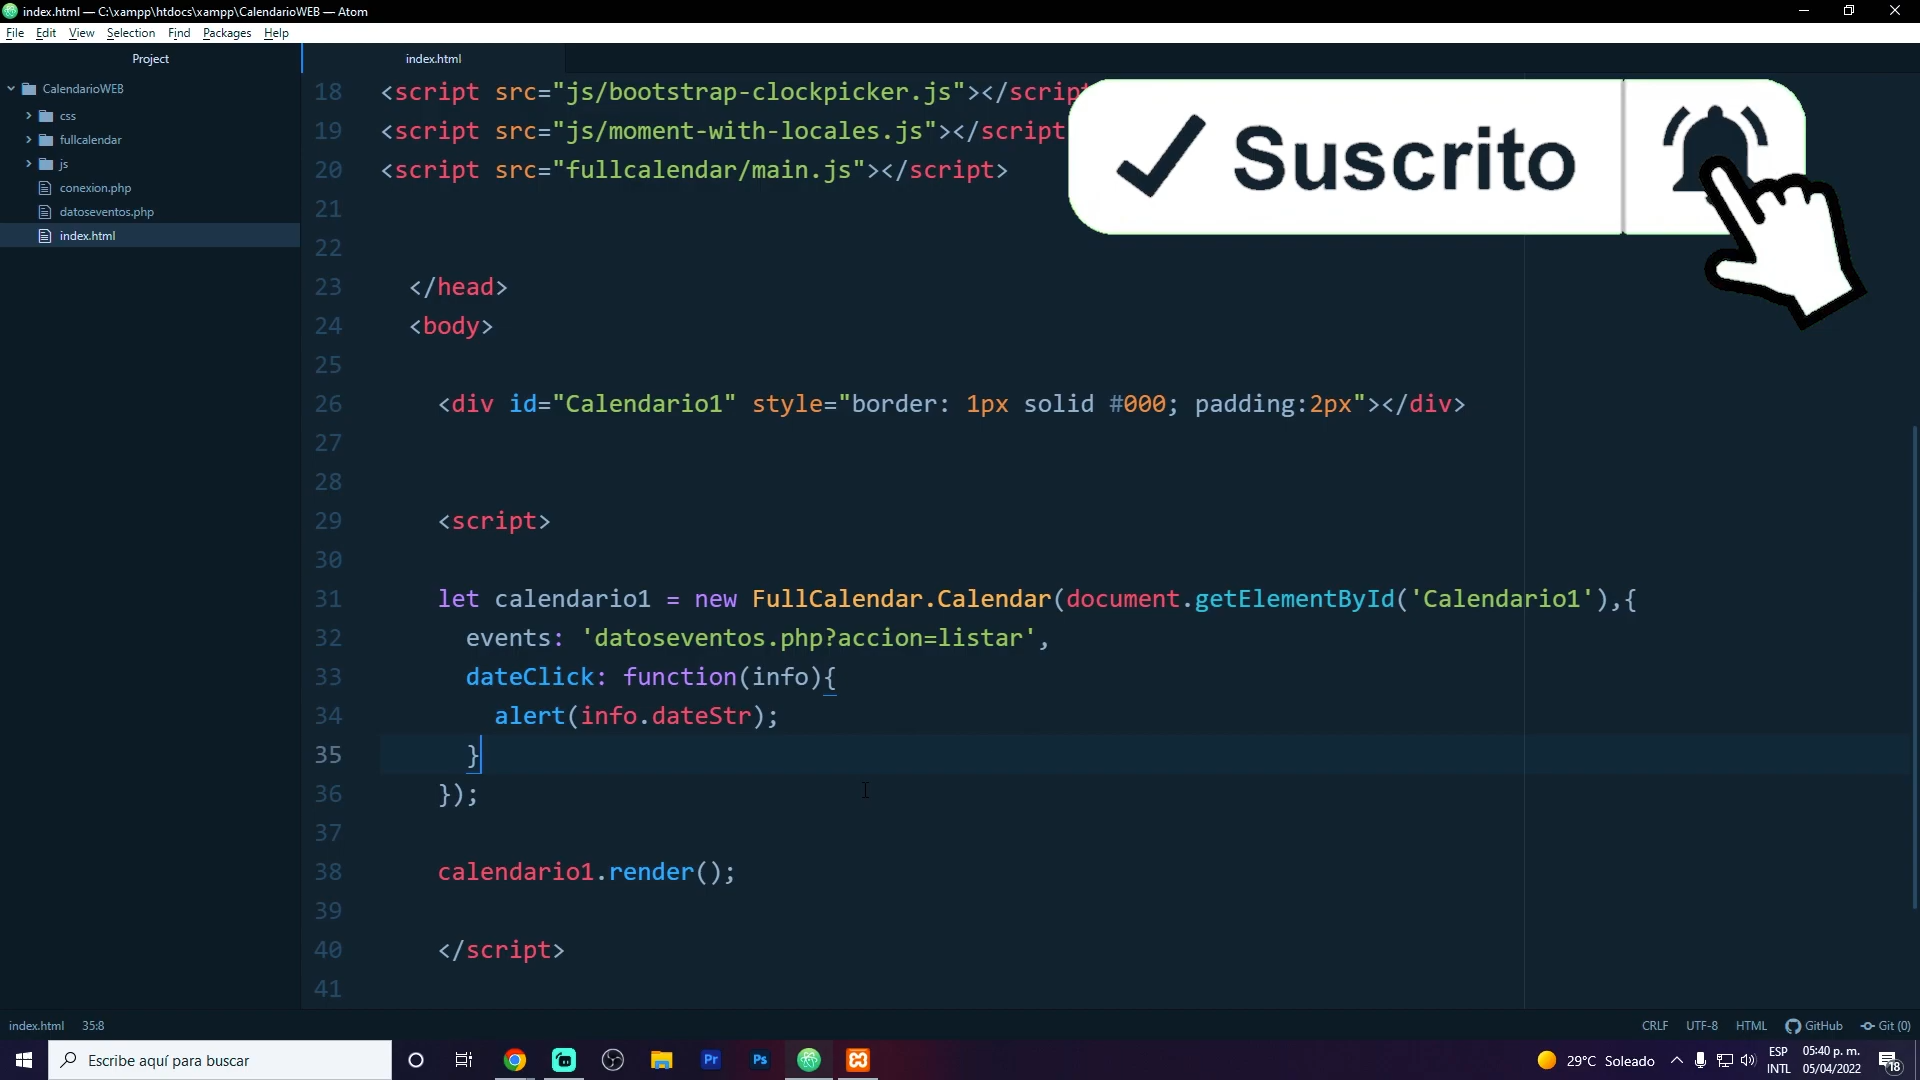 index.html — C:\xampp\htdocs\xampp\CalendarioWEB — Atom
File Edit View Selection Find Packages Help
Project
index.html
CalendarioWEB
css
fullcalendar
js
conexion.php
datoseventos.php
index.html
18 <script src="js/bootstrap-clockpicker.js"></script
19 <script src="js/moment-with-locales.js"></script
20 <script src="fullcalendar/main.js"></script>
21
22
23 </head>
24 <body>
25
26 <div id="Calendario1" style="border: 1px solid #000; padding:2px"></div>
27
28
29 <script>
30
31 let calendario1 = new FullCalendar.Calendar(document.getElementById('Calendario1'),{
32 events: 'datoseventos.php?accion=listar',
33 dateClick: function(info){
34 alert(info.dateStr);
35 }
36 });
37
38 calendario1.render();
39
40 </script>
41
Suscrito
index.html 35:8
CRLF UTF-8 HTML GitHub Git (0)
Escribe aquí para buscar
Pr
Ps
29°C Soleado
ESP
INTL
05:40 p. m.
05/04/2022
18